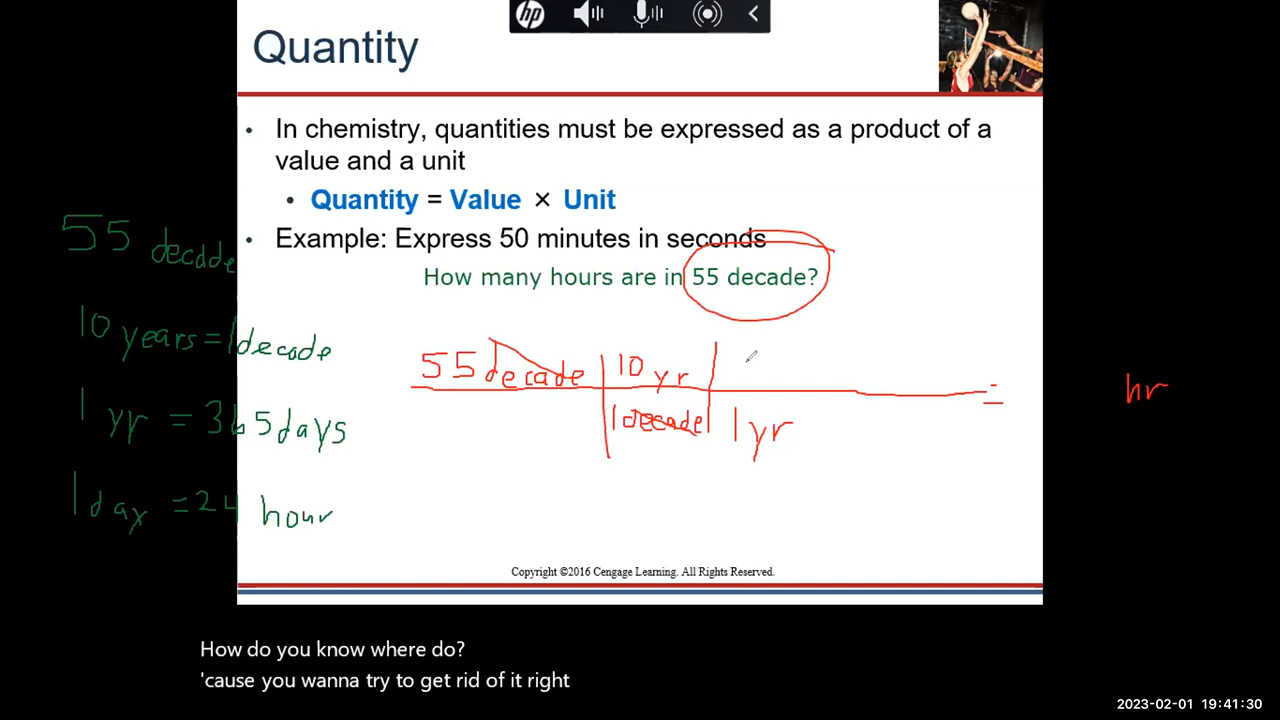 hp
Quantity
• In chemistry, quantities must be expressed as a product of a
value and a unit
• Quantity = Value × Unit
• Example: Express 50 minutes in seconds
How many hours are in 55 decade?
55 decade
10 years = 1 decade
1 yr = 365 days
1 day = 24 hour
55 decade | 10 yr | = hr
1 decade | 1 yr
Copyright ©2016 Cengage Learning. All Rights Reserved.
How do you know where do?
'cause you wanna try to get rid of it right
2023-02-01 19:41:30